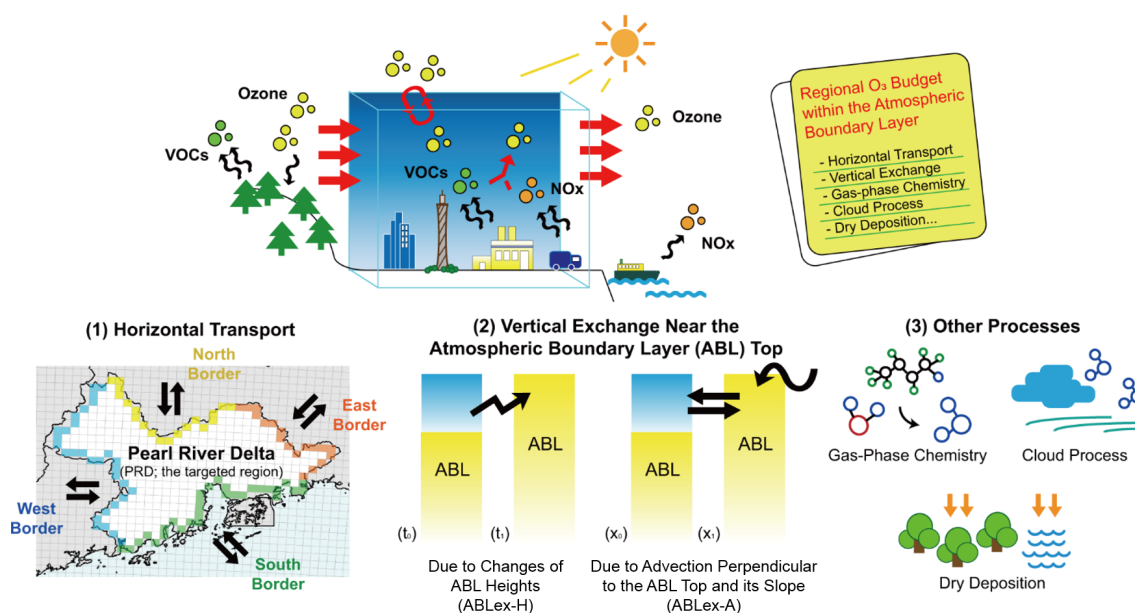 Ozone
VOCs
VOCs
NOx
Ozone
NOx
Regional O₃ Budget
within the Atmospheric
Boundary Layer
- Horizontal Transport
- Vertical Exchange
- Gas-phase Chemistry
- Cloud Process
- Dry Deposition...
(1) Horizontal Transport
North
Border
East
Border
Pearl River Delta
(PRD; the targeted region)
West
Border
South
Border
(2) Vertical Exchange Near the
Atmospheric Boundary Layer (ABL) Top
ABL
ABL
(t₀)
(t₁)
Due to Changes of
ABL Heights
(ABLex-H)
ABL
ABL
(x₀)
(x₁)
Due to Advection Perpendicular
to the ABL Top and its Slope
(ABLex-A)
(3) Other Processes
Gas-Phase Chemistry
Cloud Process
Dry Deposition